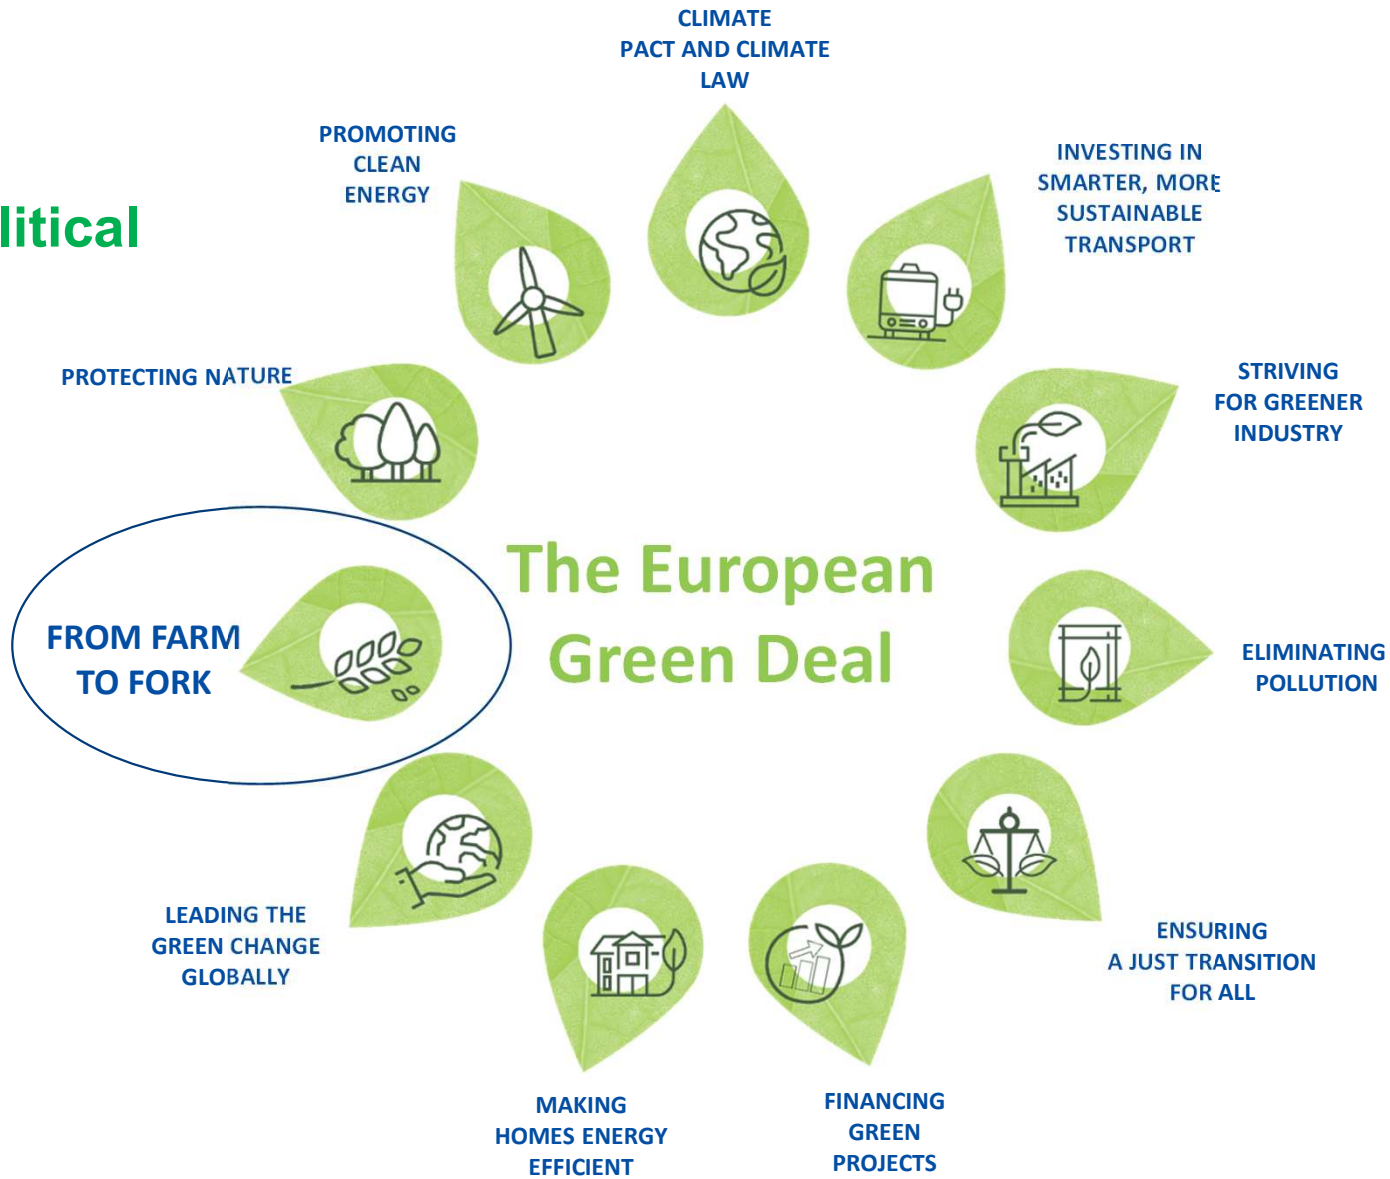 CLIMATE
PACT AND CLIMATE
LAW
PROMOTING
CLEAN
ENERGY
INVESTING IN
SMARTER, MORE
SUSTAINABLE
TRANSPORT
litical
PROTECTING NATURE
STRIVING
FOR GREENER
INDUSTRY
The European
Green Deal
FROM FARM
TO FORK
ELIMINATING
POLLUTION
LEADING THE
GREEN CHANGE
GLOBALLY
ENSURING
A JUST TRANSITION
FOR ALL
MAKING
HOMES ENERGY
EFFICIENT
FINANCING
GREEN
PROJECTS